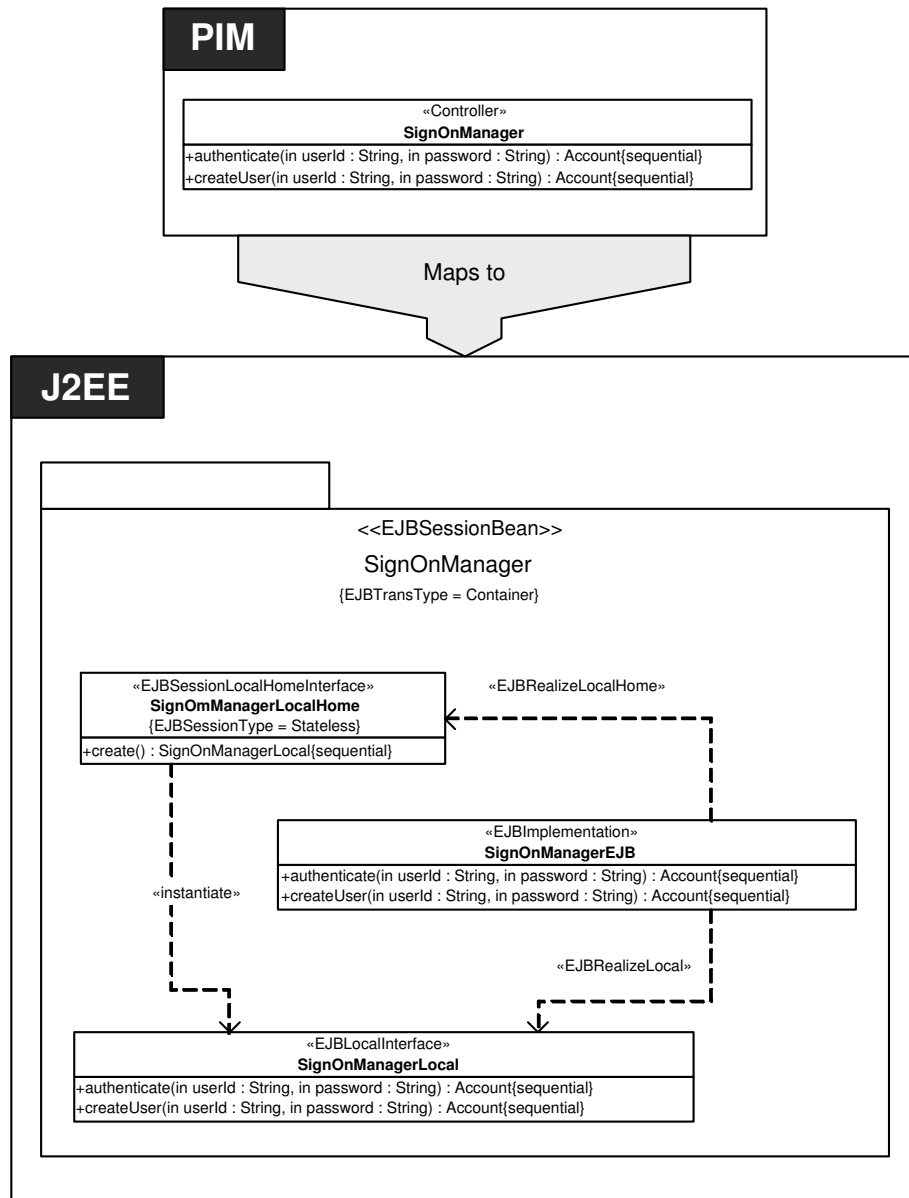 PIM
«Controller»
SignOnManager
+authenticate(in userId : String, in password : String) : Account{sequential}
+createUser(in userId : String, in password : String) : Account{sequential}
Maps to
J2EE
<<EJBSessionBean>>
SignOnManager
{EJBTransType = Container}
«EJBSessionLocalHomeInterface»
SignOmManagerLocalHome
{EJBSessionType = Stateless}
+create() : SignOnManagerLocal{sequential}
«EJBRealizeLocalHome»
«EJBImplementation»
SignOnManagerEJB
+authenticate(in userId : String, in password : String) : Account{sequential}
+createUser(in userId : String, in password : String) : Account{sequential}
«instantiate»
«EJBRealizeLocal»
«EJBLocalInterface»
SignOnManagerLocal
+authenticate(in userId : String, in password : String) : Account{sequential}
+createUser(in userId : String, in password : String) : Account{sequential}